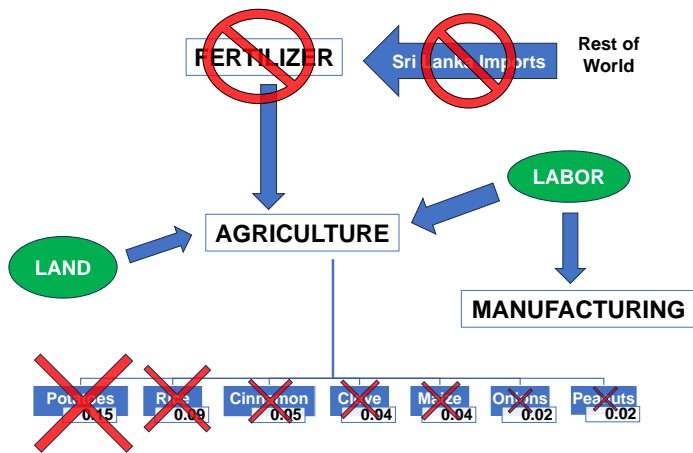 FERTILIZER
Sri Lanka Imports
Rest of
World
LABOR
AGRICULTURE
LAND
MANUFACTURING
Potatoes
0.15
Rice
0.09
Cinnamon
0.05
Clove
0.04
Maize
0.04
Onions
0.02
Peanuts
0.02